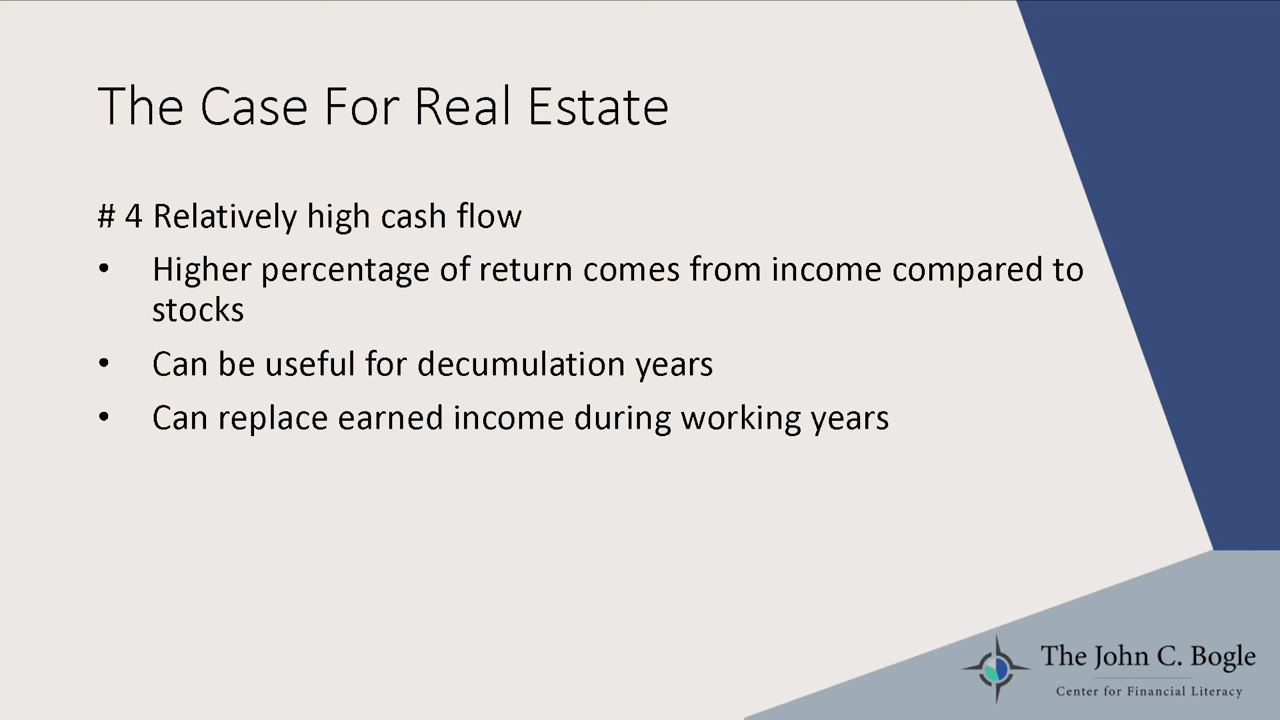 The Case For Real Estate
# 4 Relatively high cash flow
• Higher percentage of return comes from income compared to
stocks
• Can be useful for decumulation years
• Can replace earned income during working years
The John C. Bogle
Center for Financial Literacy